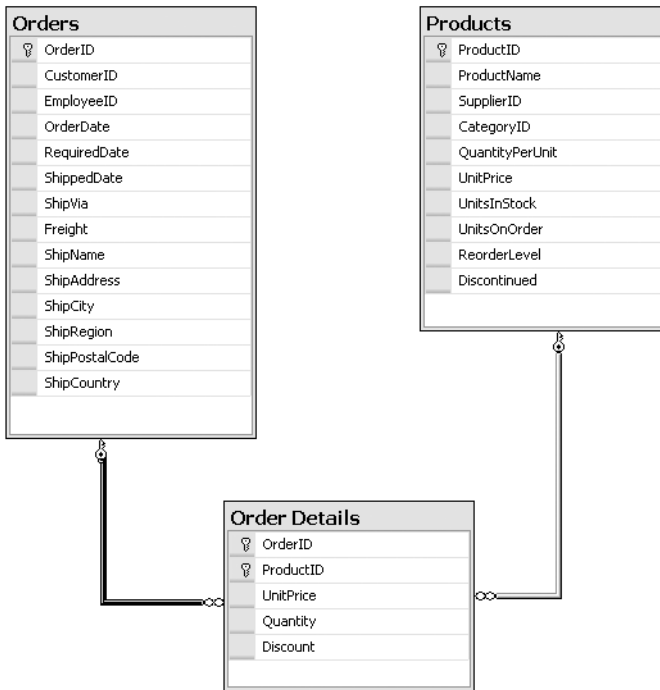 Orders
OrderID
CustomerID
EmployeeID
OrderDate
RequiredDate
ShippedDate
ShipVia
Freight
ShipName
ShipAddress
ShipCity
ShipRegion
ShipPostalCode
ShipCountry
Products
ProductID
ProductName
SupplierID
CategoryID
QuantityPerUnit
UnitPrice
UnitsInStock
UnitsOnOrder
ReorderLevel
Discontinued
Order Details
OrderID
ProductID
UnitPrice
Quantity
Discount